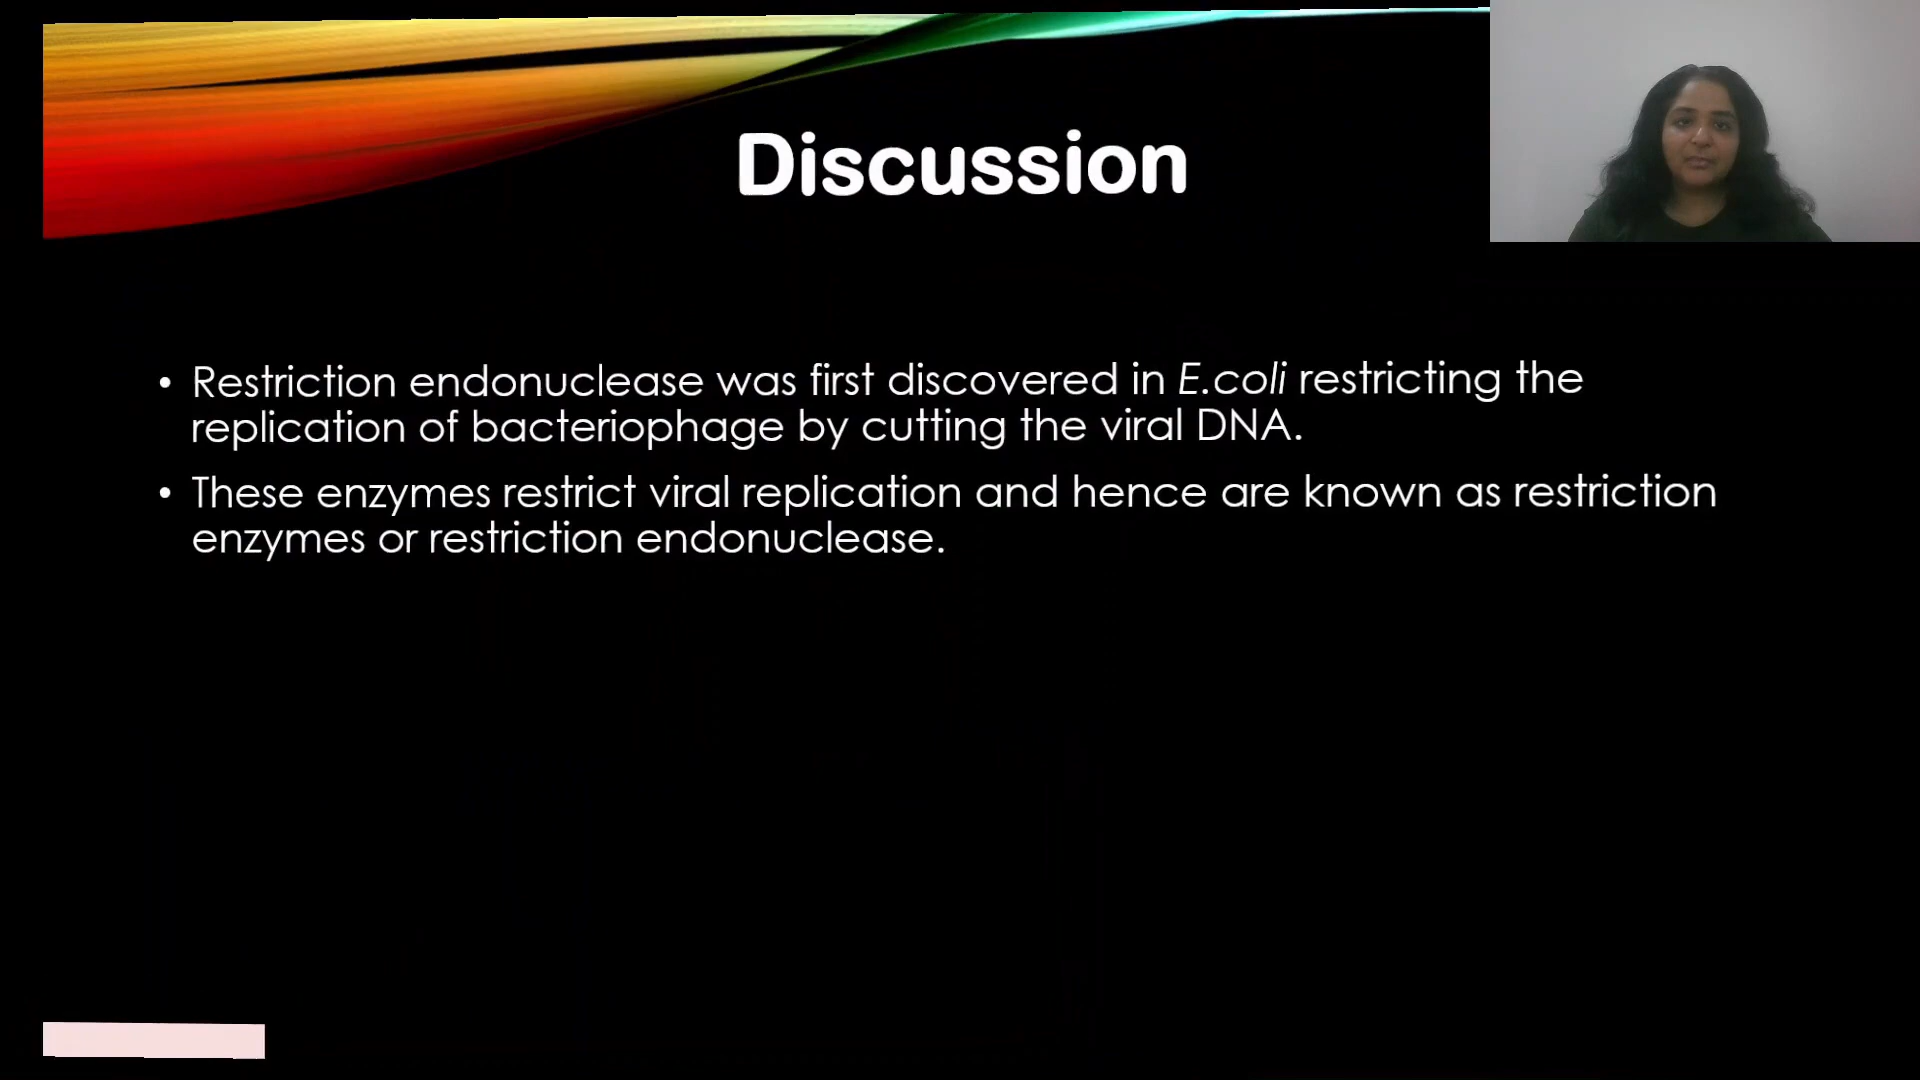 Discussion
• Restriction endonuclease was first discovered in E.coli restricting the
replication of bacteriophage by cutting the viral DNA.
• These enzymes restrict viral replication and hence are known as restriction
enzymes or restriction endonuclease.